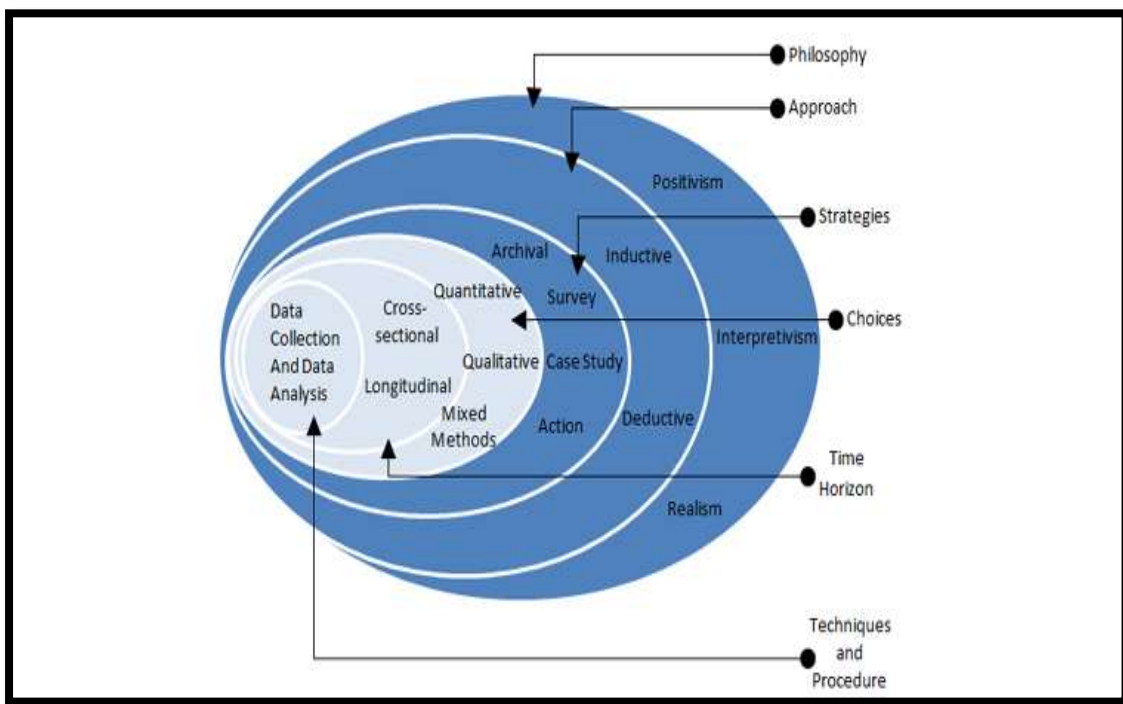 Philosophy
Approach
Positivism
Strategies
Archival
Inductive
Quantitative
Survey
Data
Collection
And Data
Analysis
Cross-
sectional
Choices
Interpretivism
Qualitative
Case Study
Longitudinal
Mixed
Methods
Action
Deductive
Time
Horizon
Realism
Techniques
and
Procedure